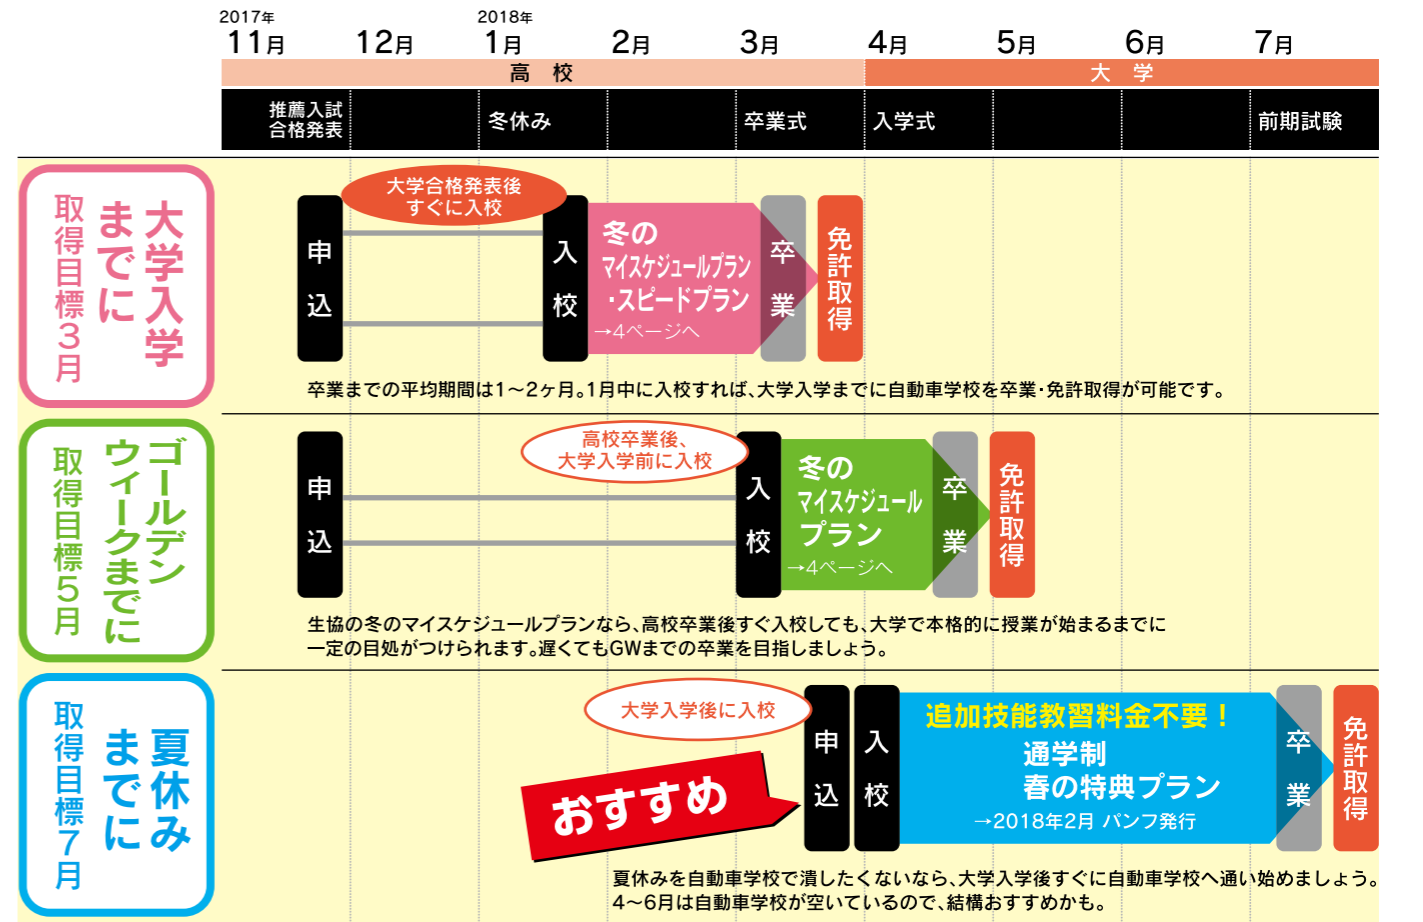 2017年
2018年
11月
12月
1月
2月
3月
4月
5月
6月
7月
高 校
大 学
推薦入試
合格発表
冬休み
卒業式
入学式
前期試験
大学入学
までに
取得目標3月
申込
大学合格発表後
すぐに入校
入校
冬の
マイスケジュールプラン
・スピードプラン
→4ページへ
卒業
免許取得
卒業までの平均期間は1～2ヶ月。1月中に入校すれば、大学入学までに自動車学校を卒業・免許取得が可能です。
ゴールデン
ウィークまでに
取得目標5月
申込
高校卒業後、
大学入学前に入校
入校
冬の
マイスケジュール
プラン
→4ページへ
卒業
免許取得
生協の冬のマイスケジュールプランなら、高校卒業後すぐ入校しても、大学で本格的に授業が始まるまでに
一定の目処がつけられます。遅くてもGWまでの卒業を目指しましょう。
夏休み
までに
取得目標7月
大学入学後に入校
おすすめ
申込
入校
追加技能教習料金不要！
通学制
春の特典プラン
→2018年2月 パンフ発行
卒業
免許取得
夏休みを自動車学校で潰したくないなら、大学入学後すぐに自動車学校へ通い始めましょう。
4～6月は自動車学校が空いているので、結構おすすめかも。